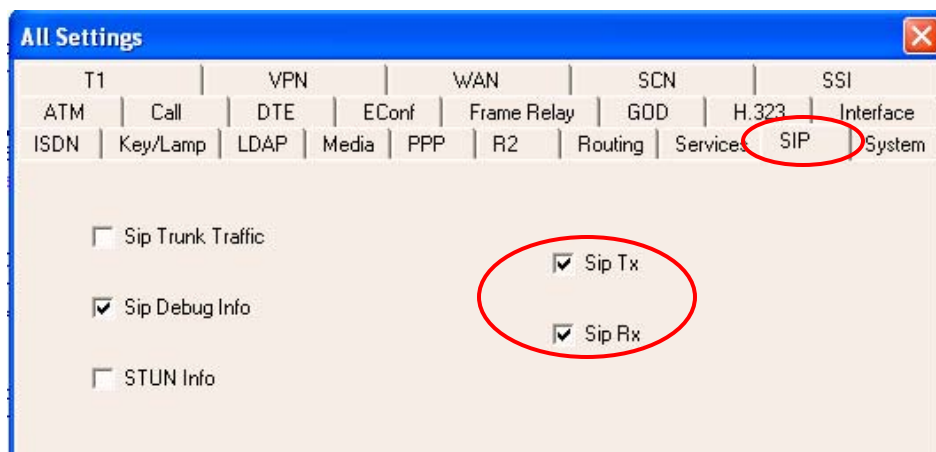 All Settings
T1 VPN WAN SCN SSI
ATM Call DTE EConf Frame Relay GOD H.323 Interface
ISDN Key/Lamp LDAP Media PPP R2 Routing Services SIP System
Sip Trunk Traffic
Sip Tx
Sip Debug Info
Sip Rx
STUN Info